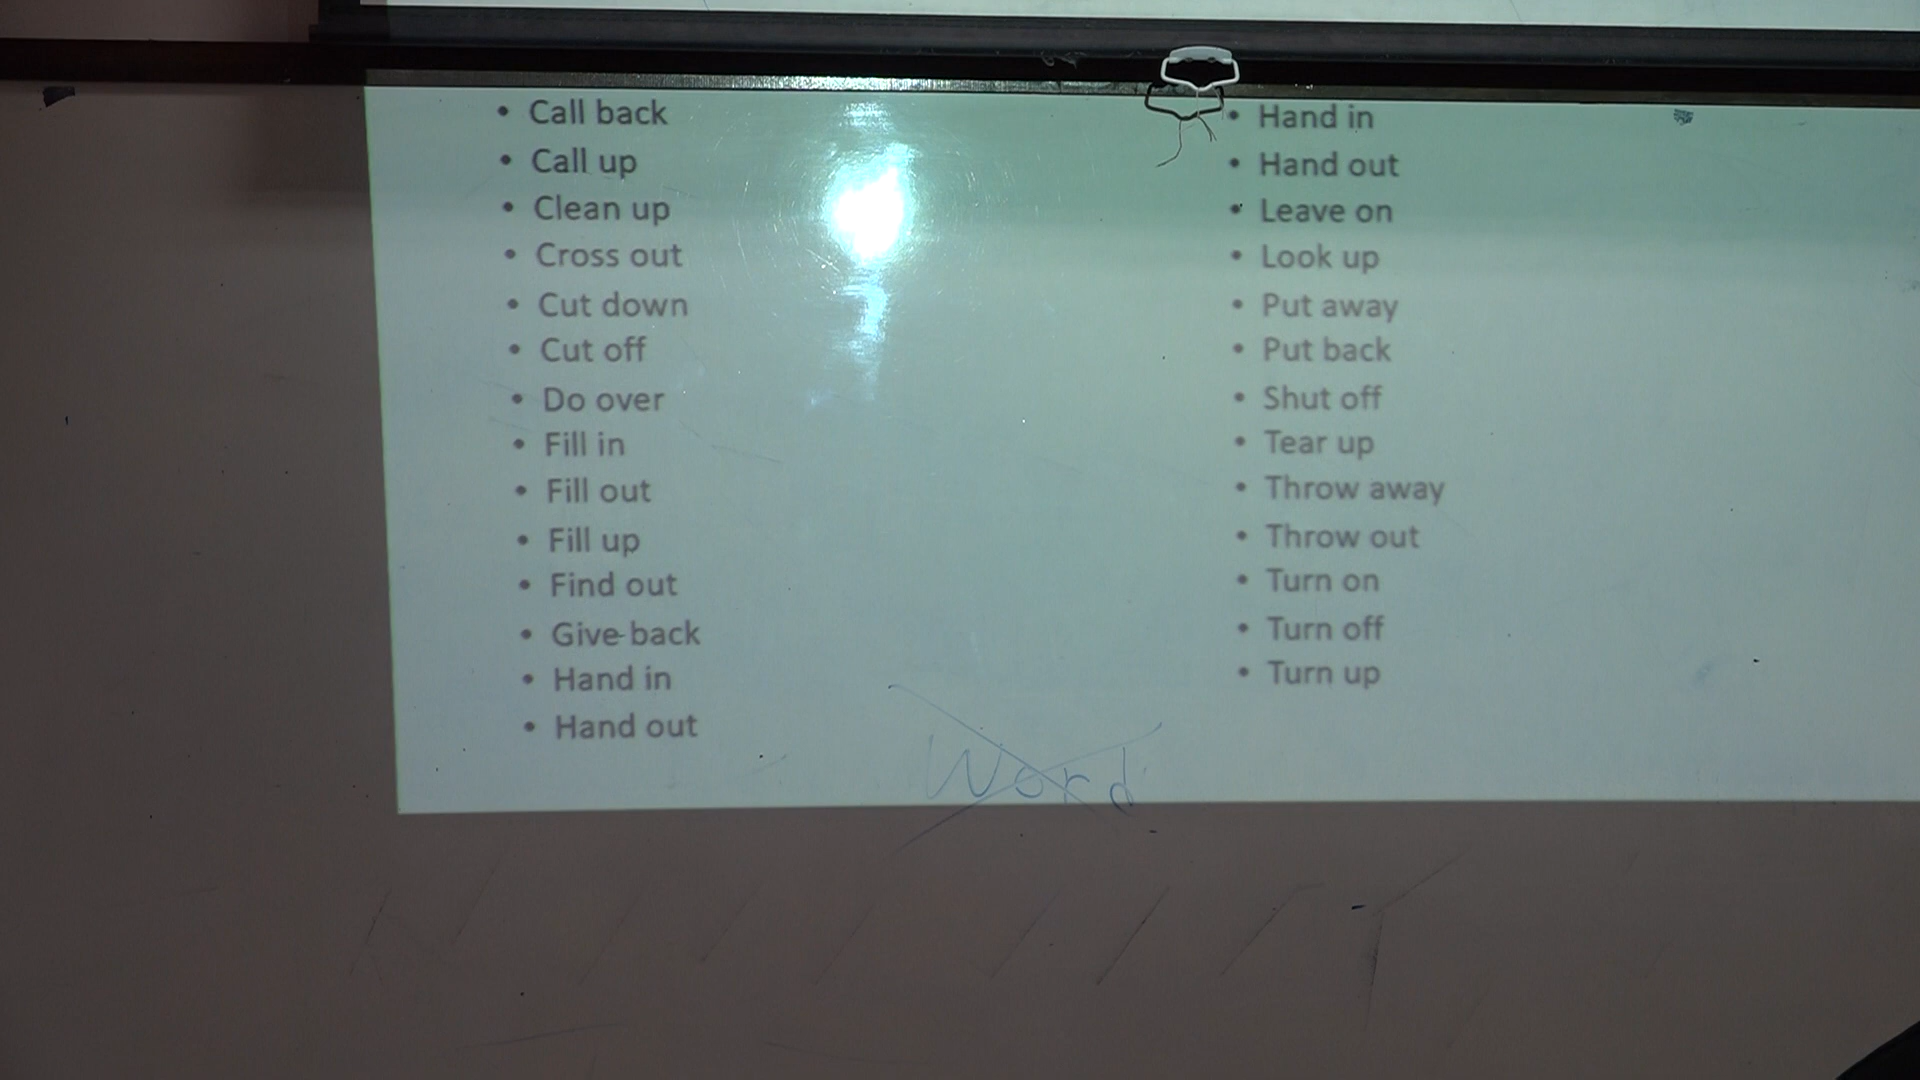 • Call back
• Call up
• Clean up
• Cross out
• Cut down
• Cut off
• Do over
• Fill in
• Fill out
• Fill up
• Find out
• Give back
• Hand in
• Hand out
• Hand in
• Hand out
• Leave on
• Look up
• Put away
• Put back
• Shut off
• Tear up
• Throw away
• Throw out
• Turn on
• Turn off
• Turn up
Word